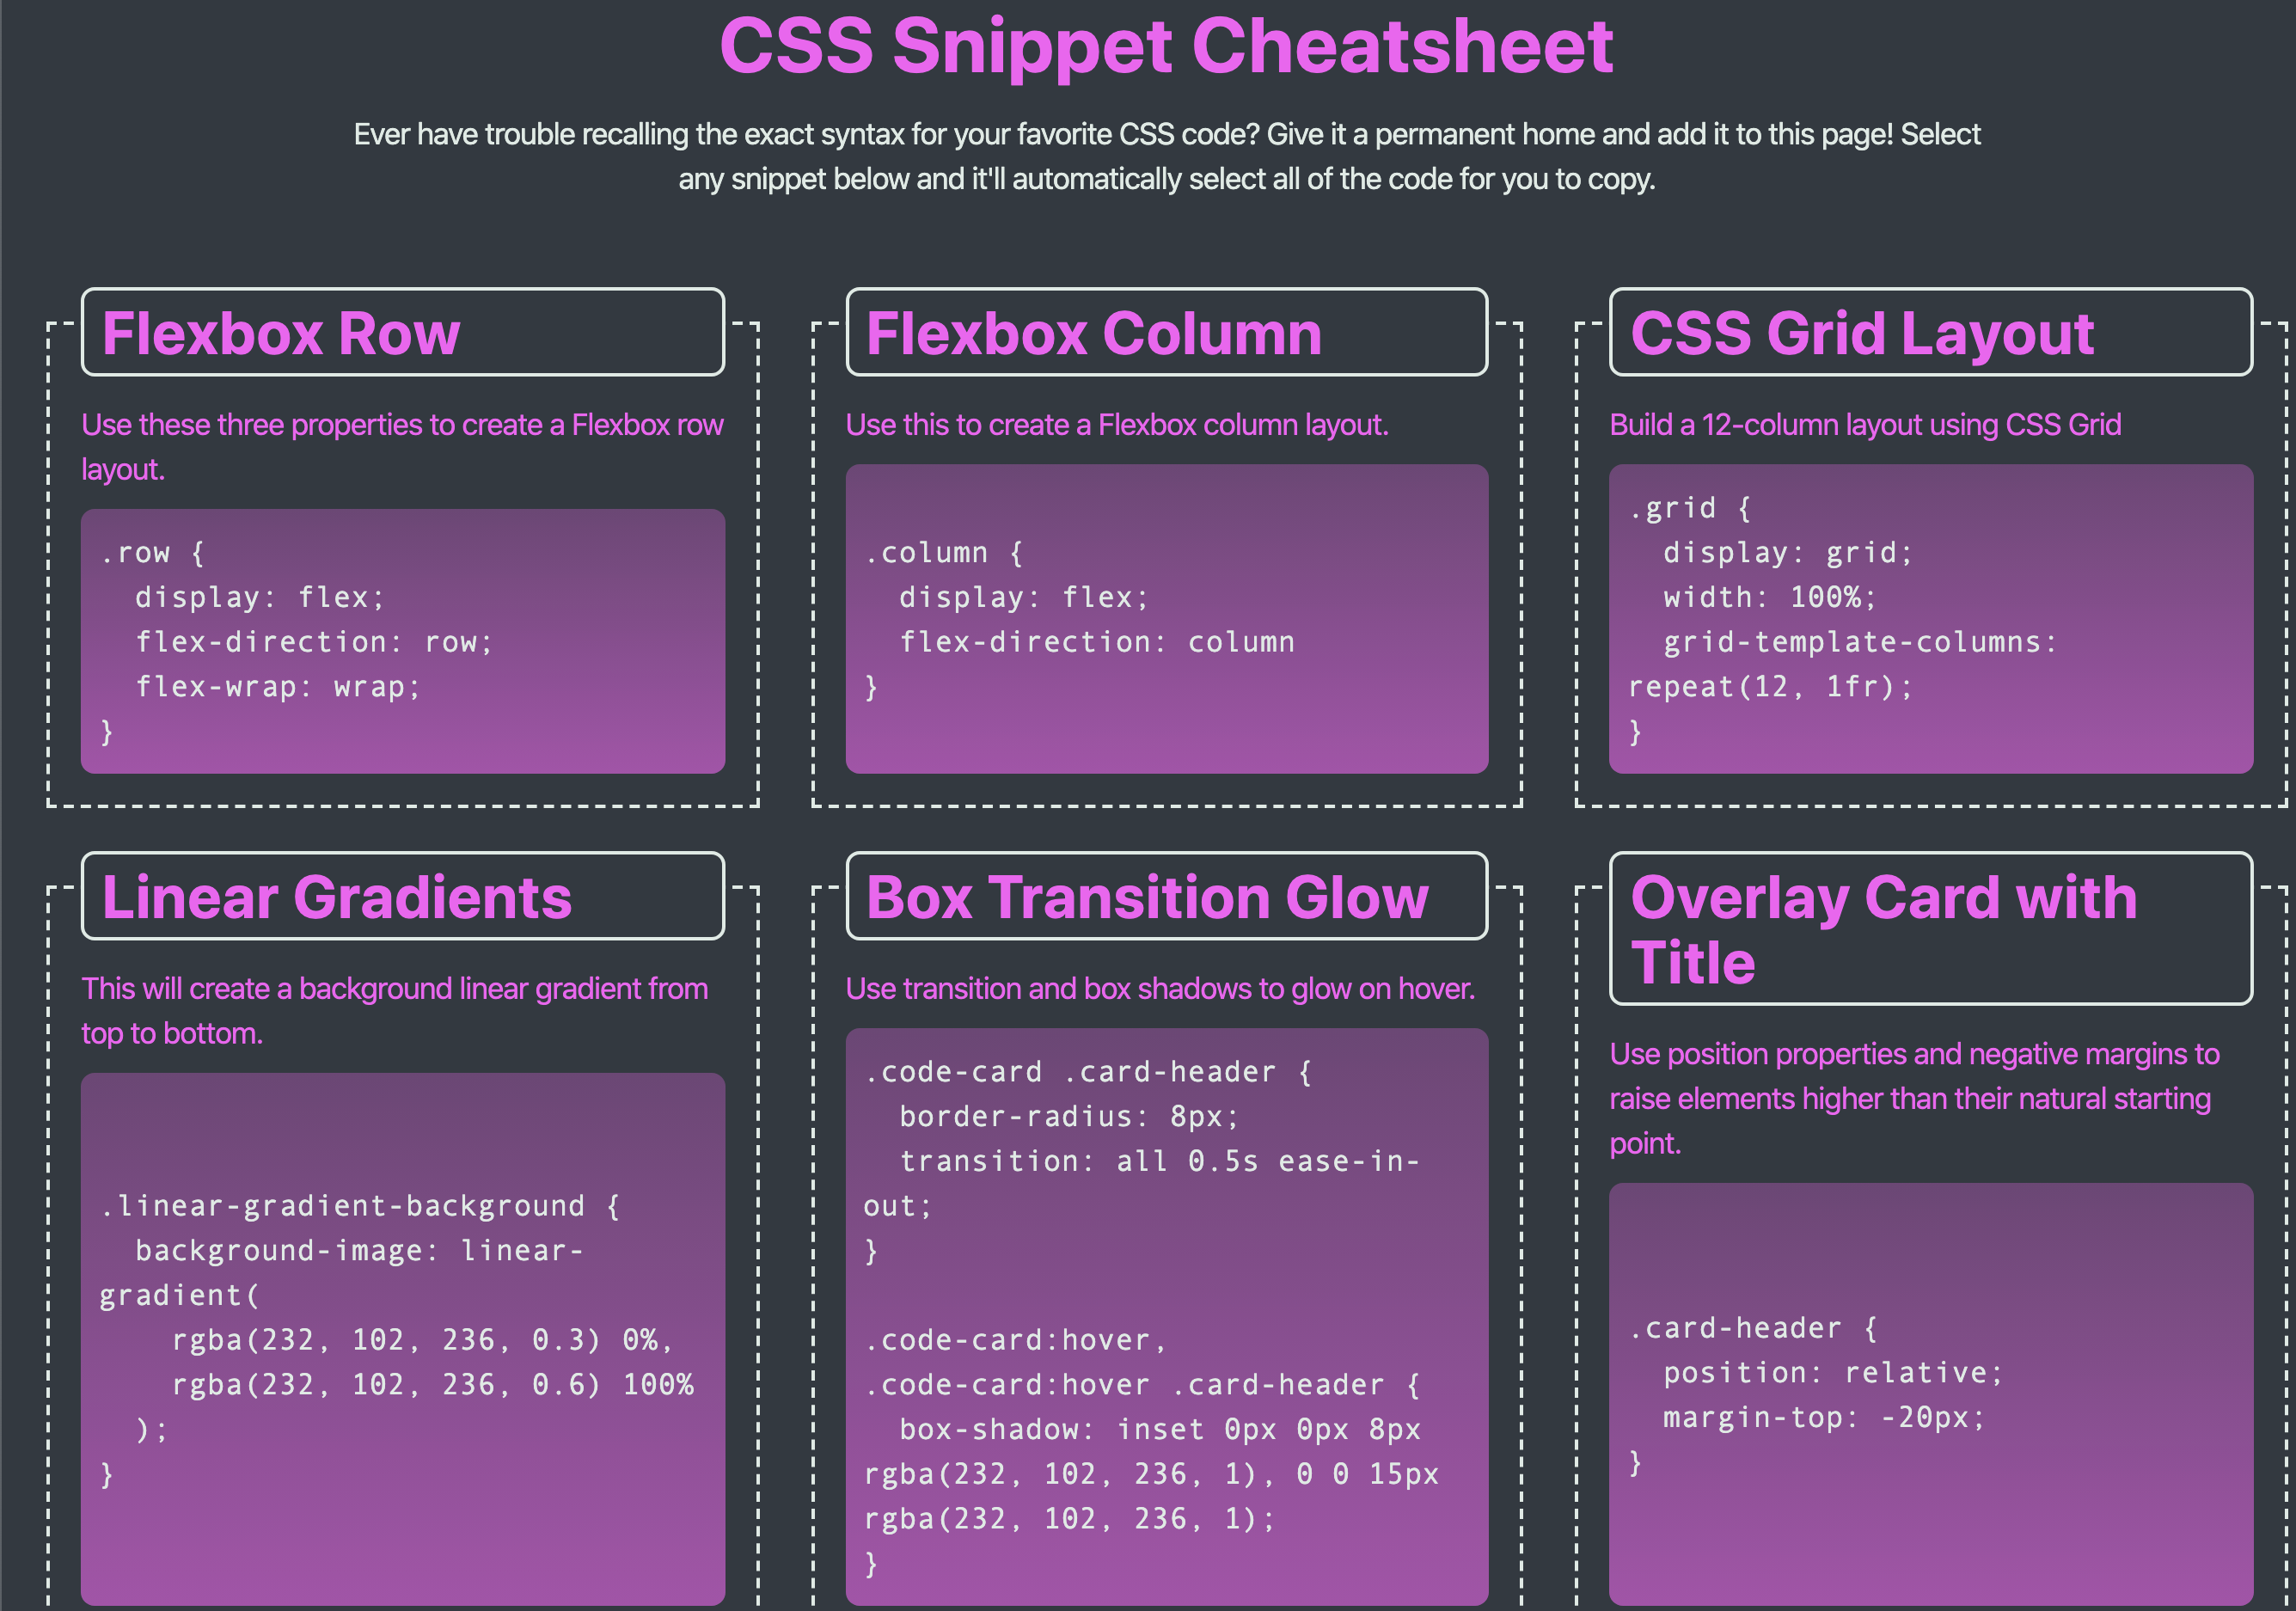 CSS Snippet Cheatsheet
Ever have trouble recalling the exact syntax for your favorite CSS code? Give it a permanent home and add it to this page! Select
any snippet below and it'll automatically select all of the code for you to copy.
Flexbox Row
Use these three properties to create a Flexbox row
layout.
.row {
  display: flex;
  flex-direction: row;
  flex-wrap: wrap;
}
Flexbox Column
Use this to create a Flexbox column layout.
.column {
  display: flex;
  flex-direction: column
}
CSS Grid Layout
Build a 12-column layout using CSS Grid
.grid {
  display: grid;
  width: 100%;
  grid-template-columns:
repeat(12, 1fr);
}
Linear Gradients
This will create a background linear gradient from
top to bottom.
.linear-gradient-background {
  background-image: linear-
gradient(
    rgba(232, 102, 236, 0.3) 0%,
    rgba(232, 102, 236, 0.6) 100%
  );
}
Box Transition Glow
Use transition and box shadows to glow on hover.
.code-card .card-header {
  border-radius: 8px;
  transition: all 0.5s ease-in-
out;
}
.code-card:hover,
.code-card:hover .card-header {
  box-shadow: inset 0px 0px 8px
rgba(232, 102, 236, 1), 0 0 15px
rgba(232, 102, 236, 1);
}
Overlay Card with
Title
Use position properties and negative margins to
raise elements higher than their natural starting
point.
.card-header {
  position: relative;
  margin-top: -20px;
}